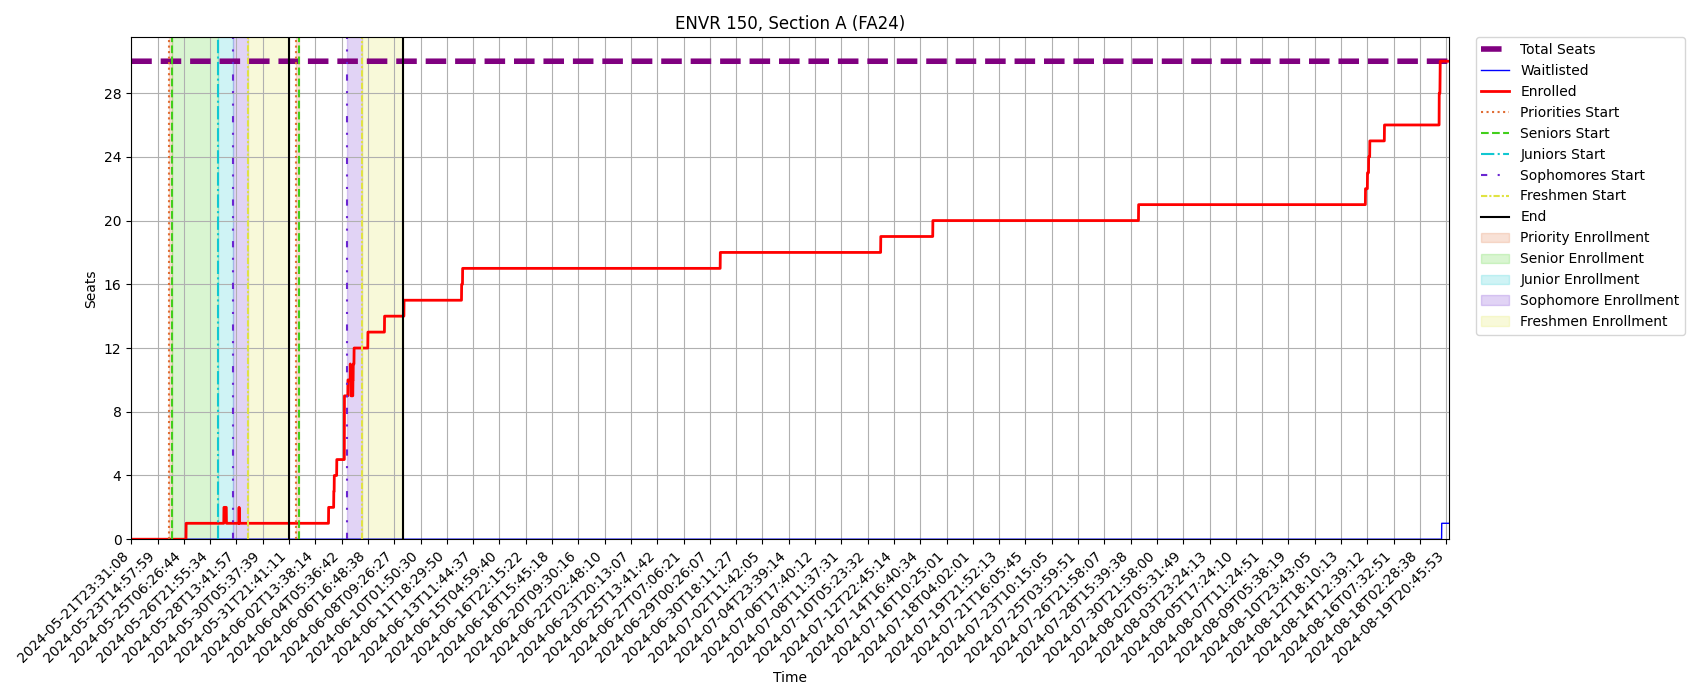 ENVR 150, Section A (FA24)
Total Seats
Waitlisted
Enrolled
Priorities Start
Seniors Start
Juniors Start
Sophomores Start
Freshmen Start
End
Priority Enrollment
Senior Enrollment
Junior Enrollment
Sophomore Enrollment
Freshmen Enrollment
Seats
28
24
20
16
12
8
4
0
2024-05-21T23:31:08
2024-05-23T14:57:59
2024-05-25T06:26:44
2024-05-26T21:55:34
2024-05-28T13:41:57
2024-05-30T05:37:39
2024-05-31T21:41:11
2024-06-02T13:38:14
2024-06-04T05:36:42
2024-06-06T16:48:38
2024-06-08T09:26:27
2024-06-10T01:50:30
2024-06-11T18:29:50
2024-06-13T11:44:37
2024-06-15T04:59:40
2024-06-16T22:15:22
2024-06-18T15:45:18
2024-06-20T09:30:16
2024-06-22T02:48:10
2024-06-23T20:13:07
2024-06-25T13:41:42
2024-06-27T07:06:21
2024-06-29T00:26:07
2024-06-30T18:11:27
2024-07-02T11:42:05
2024-07-04T23:39:14
2024-07-06T17:40:12
2024-07-08T11:37:31
2024-07-10T05:23:32
2024-07-12T22:45:14
2024-07-14T16:40:34
2024-07-16T10:25:01
2024-07-18T04:02:01
2024-07-19T21:52:13
2024-07-21T16:05:45
2024-07-23T10:15:05
2024-07-25T03:59:51
2024-07-26T21:58:07
2024-07-28T15:39:38
2024-07-30T21:58:00
2024-08-02T05:31:49
2024-08-03T23:24:13
2024-08-05T17:24:10
2024-08-07T11:24:51
2024-08-09T05:38:19
2024-08-10T23:43:05
2024-08-12T18:10:13
2024-08-14T12:39:12
2024-08-16T07:32:51
2024-08-18T02:28:38
2024-08-19T20:45:53
Time